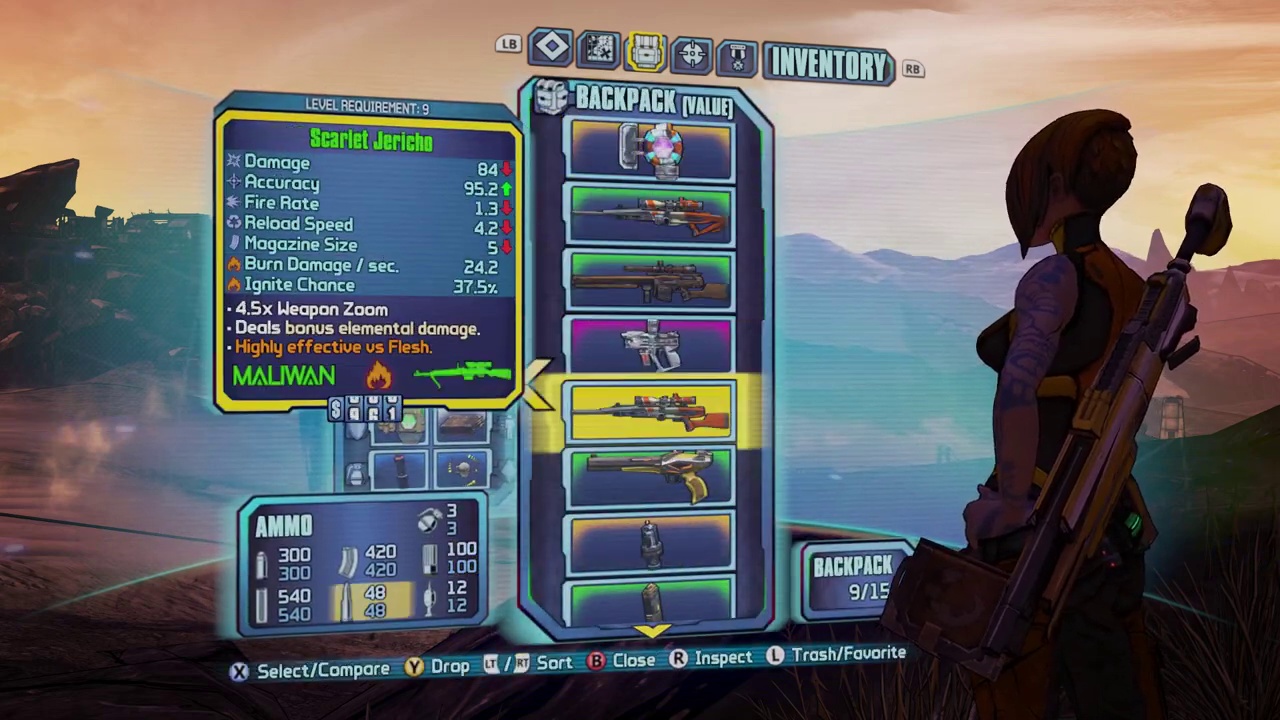 LB
INVENTORY
RB
LEVEL REQUIREMENT: 9
Scarlet Jericho
Damage 84
Accuracy 95.2
Fire Rate 1.3
Reload Speed 4.2
Magazine Size 5
Burn Damage / sec. 24.2
Ignite Chance 37.5%
• 4.5x Weapon Zoom
• Deals bonus elemental damage.
• Highly effective vs Flesh.
MALIWAN
BACKPACK [VALUE]
AMMO
3
3
300 420 100
300 420 100
540 48 12
540 48 12
BACKPACK
9/15
X Select/Compare Y Drop LT / RT Sort B Close R Inspect L Trash/Favorite